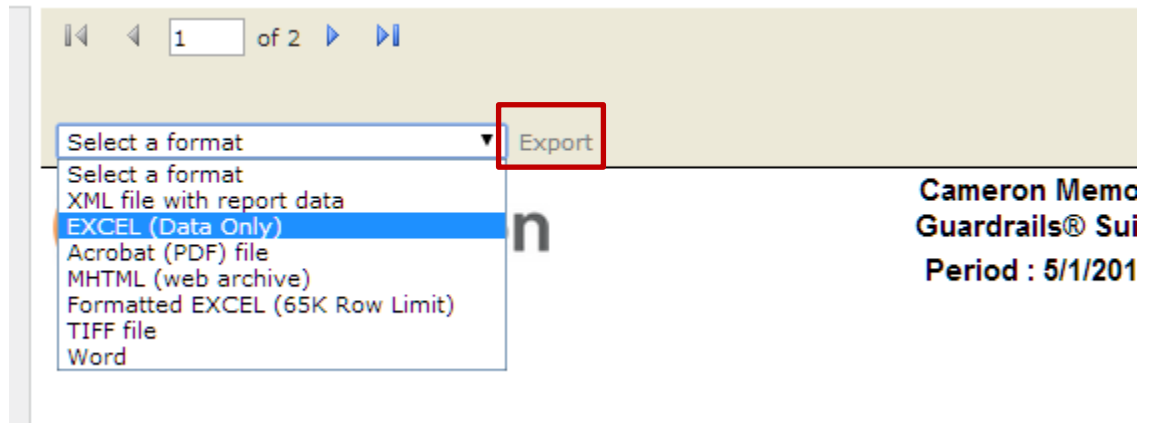 1 of 2
Select a format Export
Select a format
XML file with report data
EXCEL (Data Only)
Acrobat (PDF) file
MHTML (web archive)
Formatted EXCEL (65K Row Limit)
TIFF file
Word
Cameron Memo
Guardrails® Sui
Period : 5/1/201